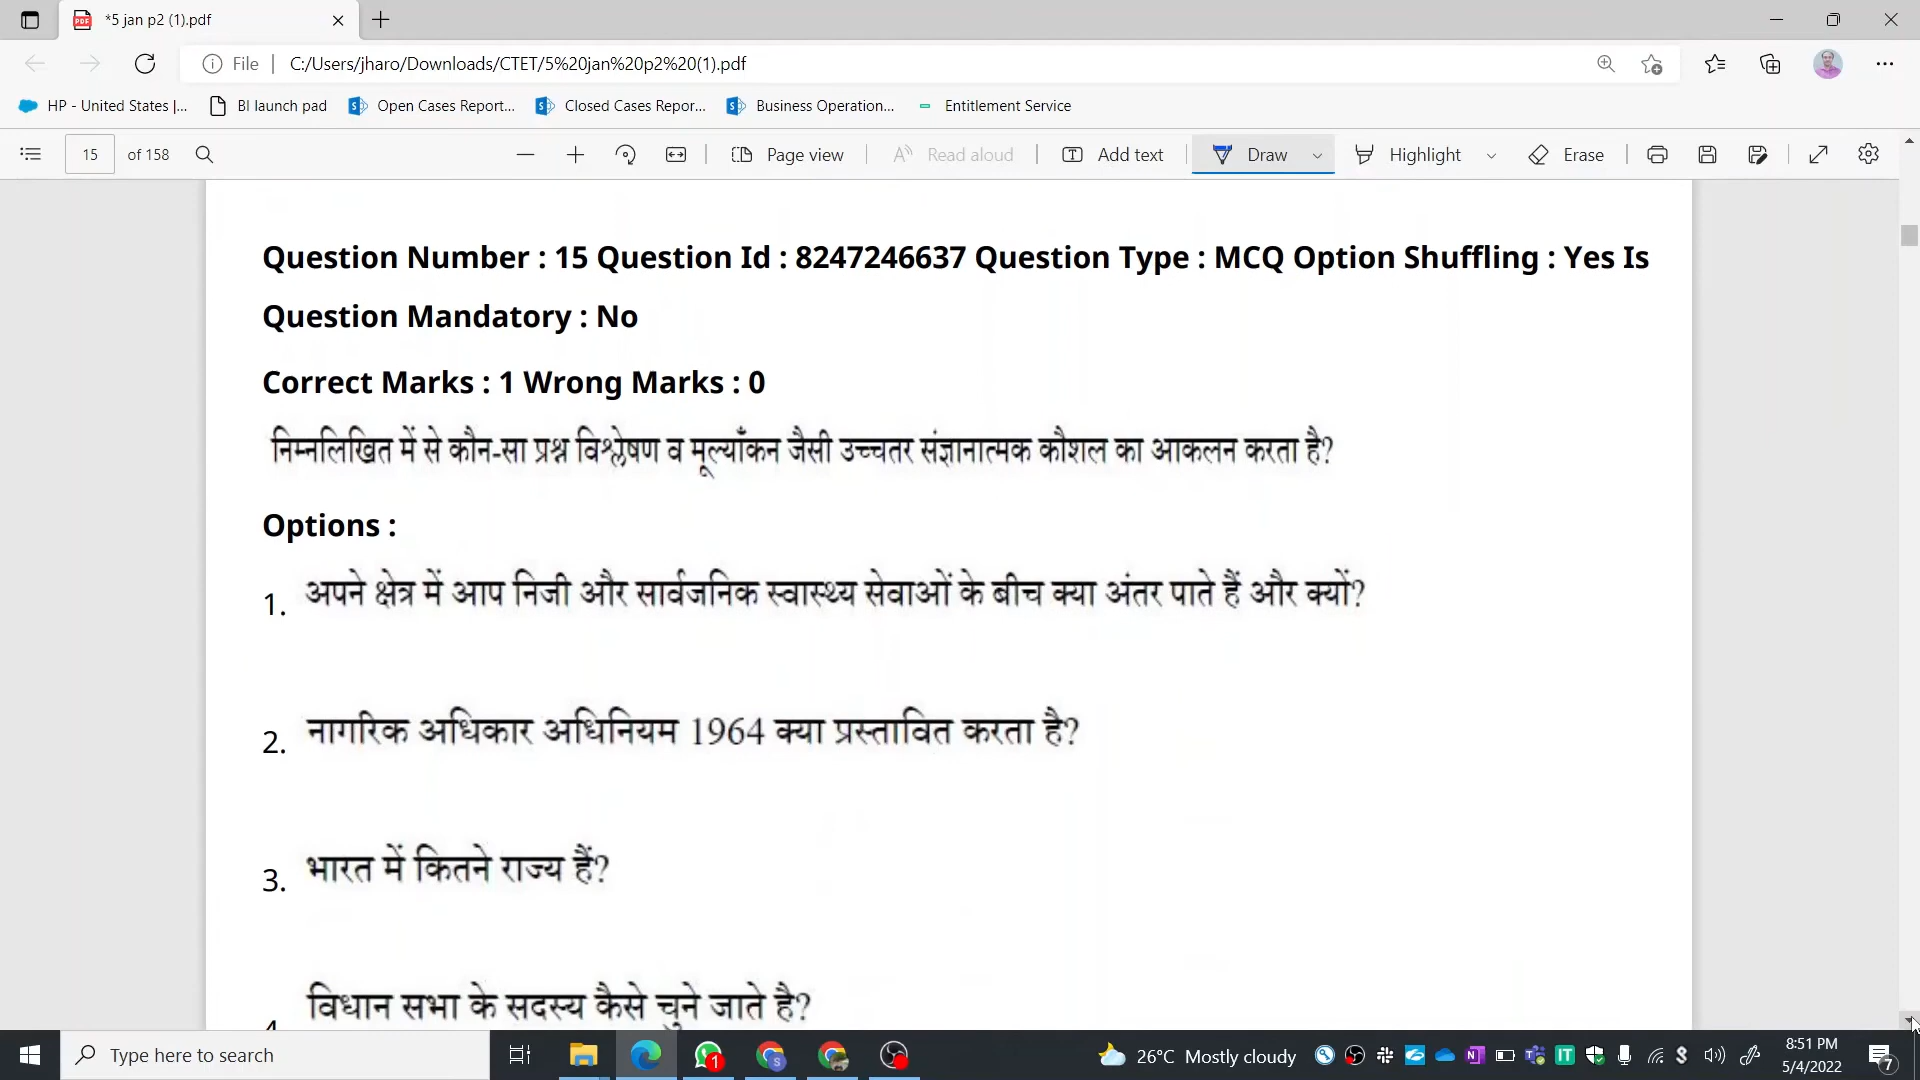 *5 jan p2 (1).pdf
File
C:/Users/jharo/Downloads/CTET/5%20jan%20p2%20(1).pdf
HP - United States |... BI launch pad Open Cases Report... Closed Cases Repor... Business Operation... Entitlement Service
15 of 158 Page view Read aloud Add text Draw Highlight Erase
Question Number : 15 Question Id : 8247246637 Question Type : MCQ Option Shuffling : Yes Is
Question Mandatory : No
Correct Marks : 1 Wrong Marks : 0
निम्नलिखित में से कौन-सा प्रश्न विश्लेषण व मूल्याँकन जैसी उच्चतर संज्ञानात्मक कौशल का आकलन करता है?
Options :
1. अपने क्षेत्र में आप निजी और सार्वजनिक स्वास्थ्य सेवाओं के बीच क्या अंतर पाते हैं और क्यों?
2. नागरिक अधिकार अधिनियम 1964 क्या प्रस्तावित करता है?
3. भारत में कितने राज्य हैं?
4. विधान सभा के सदस्य कैसे चुने जाते है?
Type here to search
1
26°C Mostly cloudy
8:51 PM
5/4/2022
7